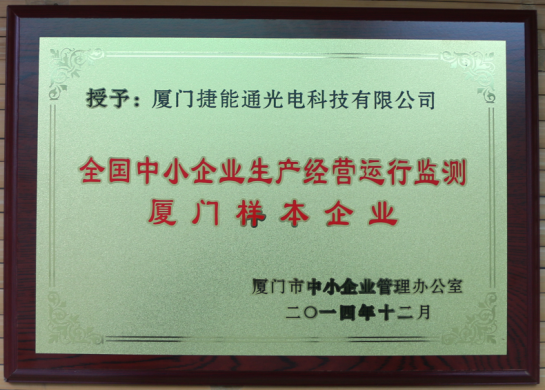 授予：厦门捷能通光电科技有限公司
全国中小企业生产经营运行监测
厦门样本企业
厦门市中小企业管理办公室
二〇一四年十二月